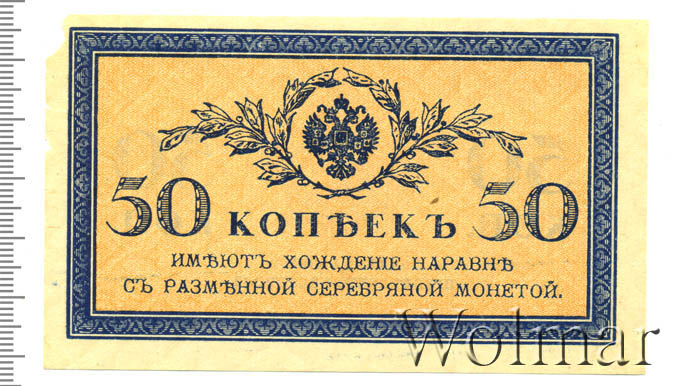 50 КОПѢЕКЪ 50
ИМѢЮТЪ ХОЖДЕНІЕ НАРАВНѢ
СЪ РАЗМѢННОЙ СЕРЕБРЯНОЙ МОНЕТОЙ.
Wolmar